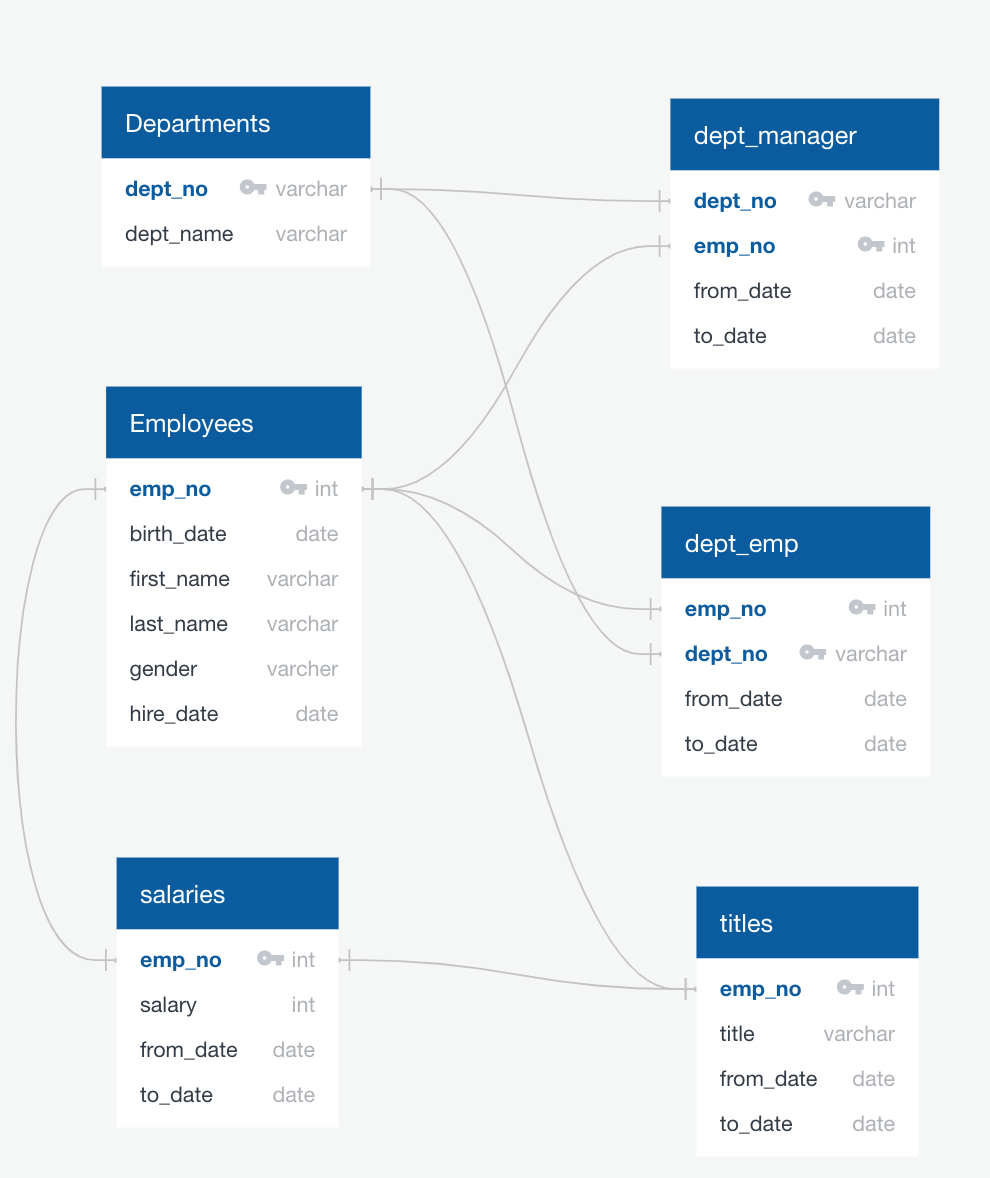 Departments
dept_no varchar
dept_name varchar
dept_manager
dept_no varchar
emp_no int
from_date date
to_date date
Employees
emp_no int
birth_date date
first_name varchar
last_name varchar
gender varcher
hire_date date
dept_emp
emp_no int
dept_no varchar
from_date date
to_date date
salaries
emp_no int
salary int
from_date date
to_date date
titles
emp_no int
title varchar
from_date date
to_date date